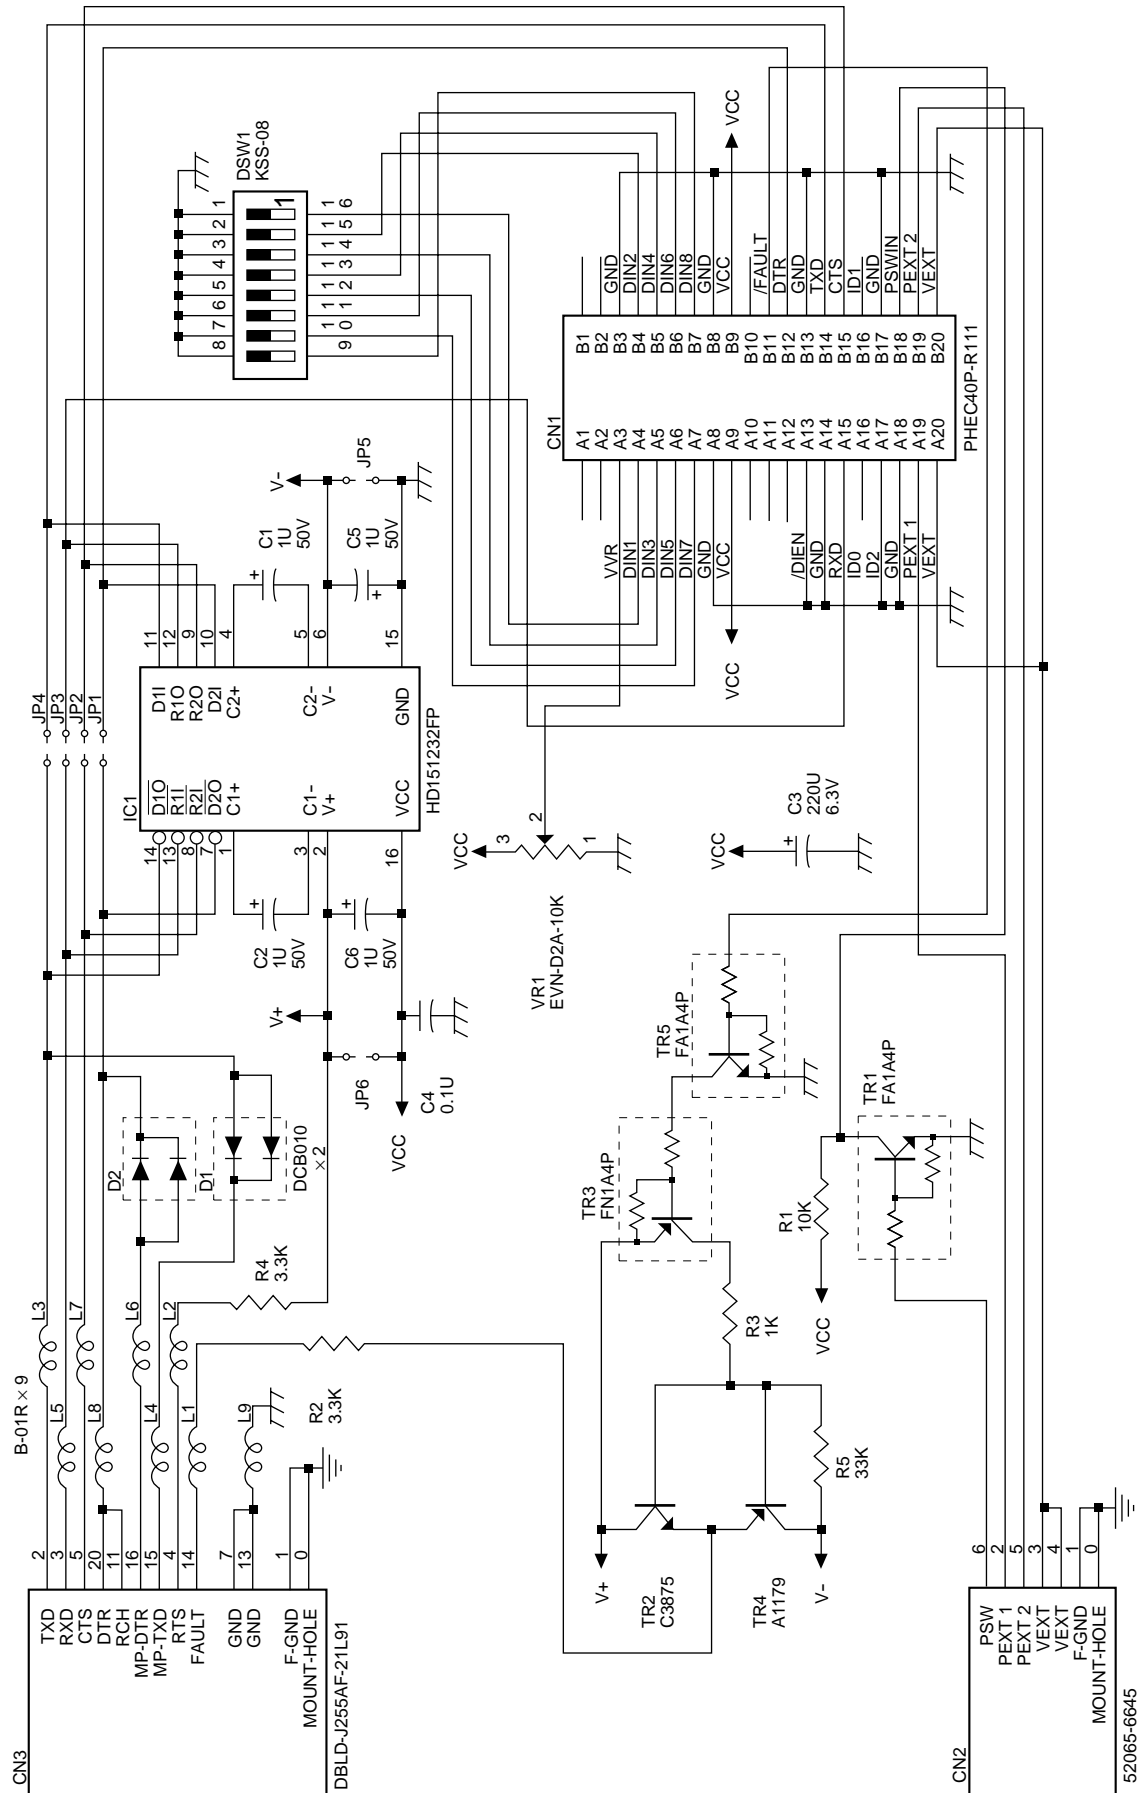 JP4
JP3
JP2
JP1
DSW1
KSS-08
8 7 6 5 4 3 2 1
1
9 10 11 12 13 14 15 16
IC1
HD151232FP
D1O
R1I
R2I
D2O
C1+
C1-
V+
VCC
D1I
R1O
R2O
D2I
C2+
C2-
V-
GND
14
13
8
7
1
3
2
16
11
12
9
10
4
5
6
15
C1
1U
50V
+
C5
1U
50V
+
V-
JP5
C2
1U
50V
+
C6
1U
50V
+
V+
JP6
VCC
C4
0.1U
D2
D1
DCB010
×2
R4
3.3K
R2
3.3K
B-01R × 9
L3
L5
L7
L8
L6
L4
L2
L1
L9
CN3
DBLD-J255AF-21L91
TXD 2
RXD 3
CTS 5
DTR 20
RCH 11
MP-DTR 16
MP-TXD 15
RTS 4
FAULT 14
GND 7
GND 13
F-GND 1
MOUNT-HOLE 0
CN1
PHEC40P-R111
A1 B1
A2 B2
A3 B3
A4 B4
A5 B5
A6 B6
A7 B7
A8 B8
A9 B9
A10 B10
A11 B11
A12 B12
A13 B13
A14 B14
A15 B15
A16 B16
A17 B17
A18 B18
A19 B19
A20 B20
VVR
DIN1
DIN3
DIN5
DIN7
GND
VCC
/DIEN
GND
RXD
ID0
ID2
GND
PEXT 1
VEXT
GND
DIN2
DIN4
DIN6
DIN8
GND
VCC
/FAULT
DTR
GND
TXD
CTS
ID1
GND
PSWIN
PEXT 2
VEXT
VCC
VCC
VCC
3
2
1
VR1
EVN-D2A-10K
VCC
+
C3
220U
6.3V
TR5
FA1A4P
TR3
FN1A4P
TR1
FA1A4P
R1
10K
VCC
R3
1K
R5
33K
V+
TR2
C3875
TR4
A1179
V-
CN2
52065-6645
PSW 6
PEXT 1 2
PEXT 2 5
VEXT 3
VEXT 4
F-GND 1
MOUNT-HOLE 0